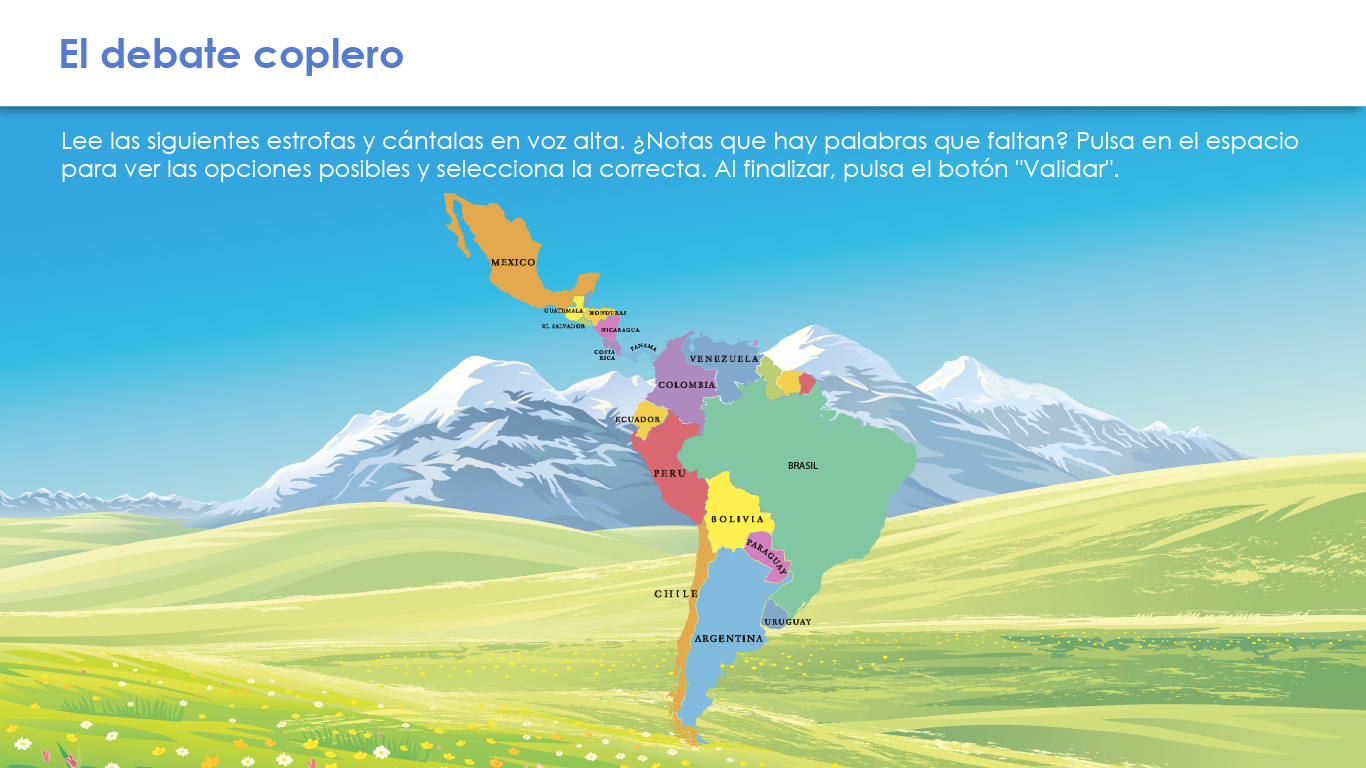 El debate coplero
Lee las siguientes estrofas y cántalas en voz alta. ¿Notas que hay palabras que faltan? Pulsa en el espacio
para ver las opciones posibles y selecciona la correcta. Al finalizar, pulsa el botón "Validar".
MEXICO
GUATEMALA
HONDURAS
EL SALVADOR
NICARAGUA
COSTA
RICA
PANAMA
VENEZUELA
COLOMBIA
ECUADOR
BRASIL
PERU
BOLIVIA
PARAGUAY
CHILE
URUGUAY
ARGENTINA